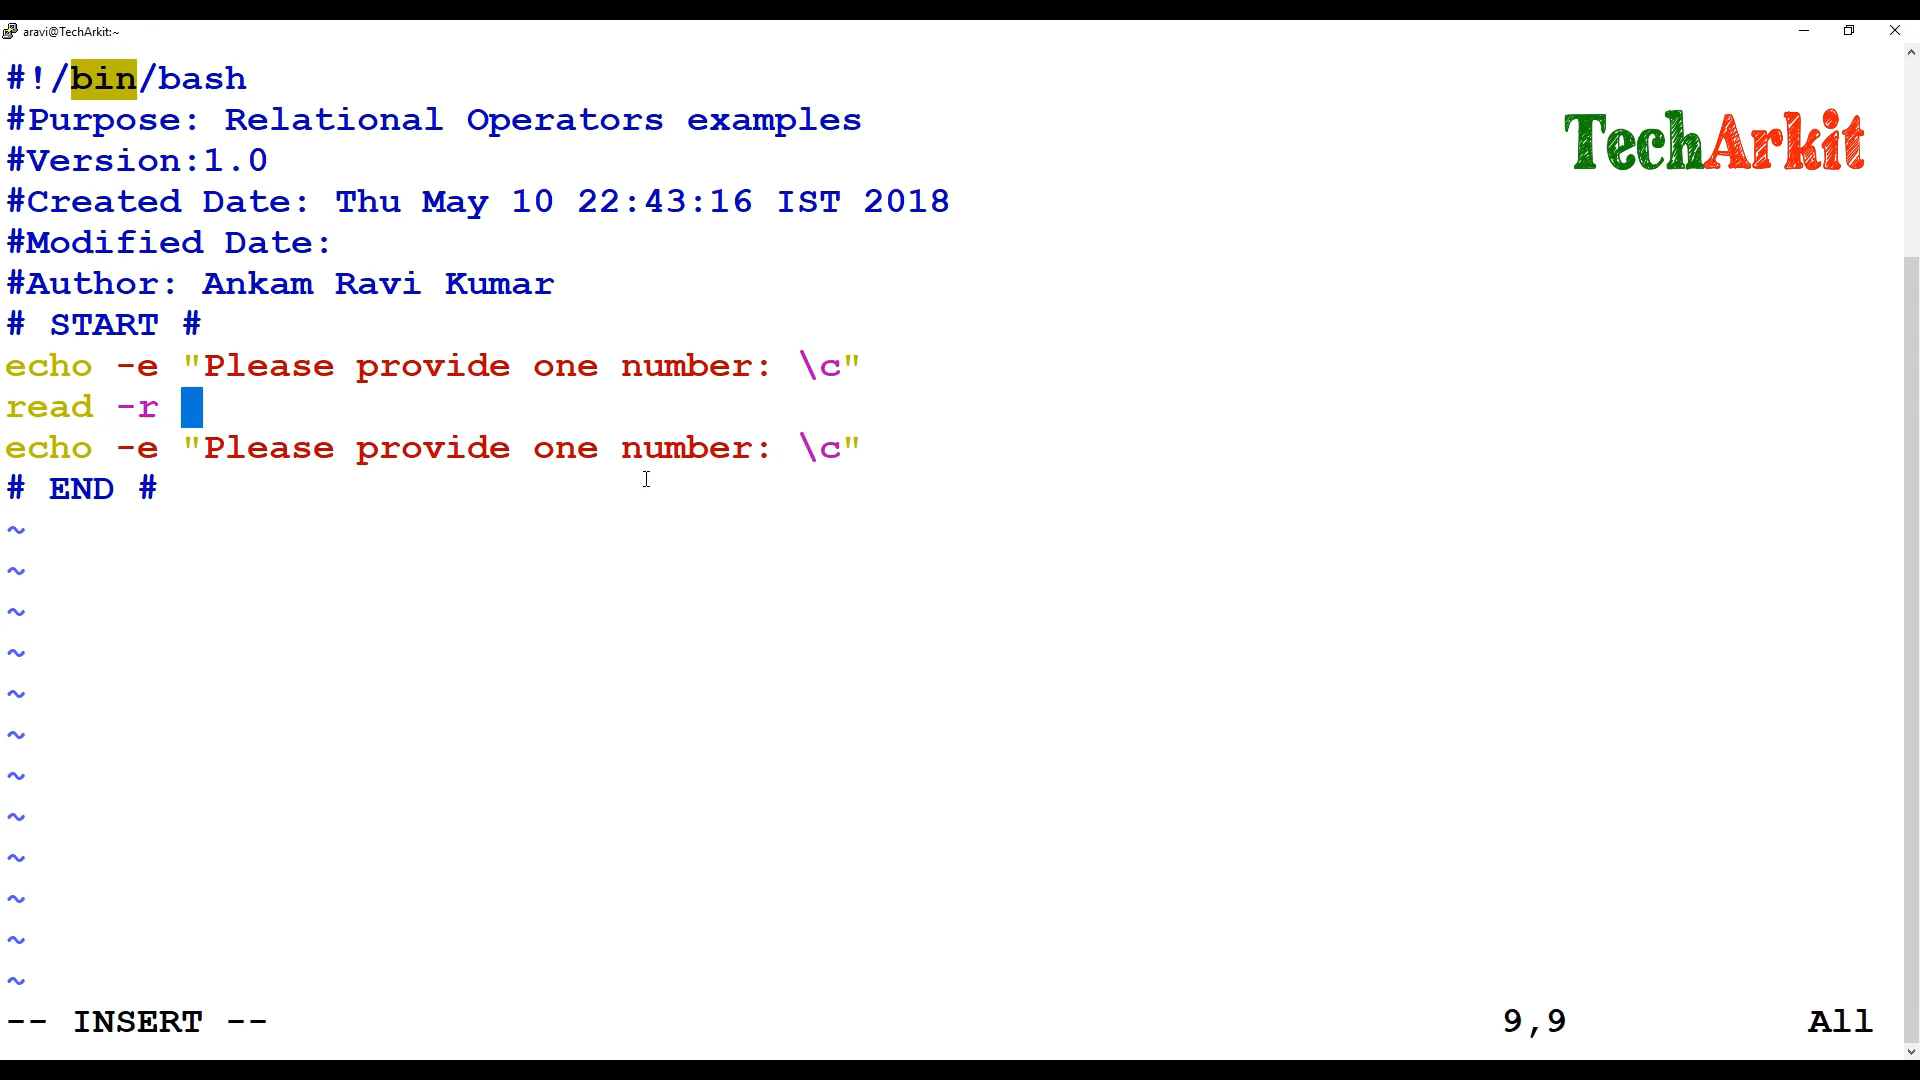 aravi@TechArkit:~
#!/bin/bash
#Purpose: Relational Operators examples
#Version:1.0
#Created Date: Thu May 10 22:43:16 IST 2018
#Modified Date:
#Author: Ankam Ravi Kumar
# START #
echo -e "Please provide one number: \c"
read -r
echo -e "Please provide one number: \c"
# END #
~
~
~
~
~
~
~
~
~
~
~
~
-- INSERT -- 9,9 All
TechArkit